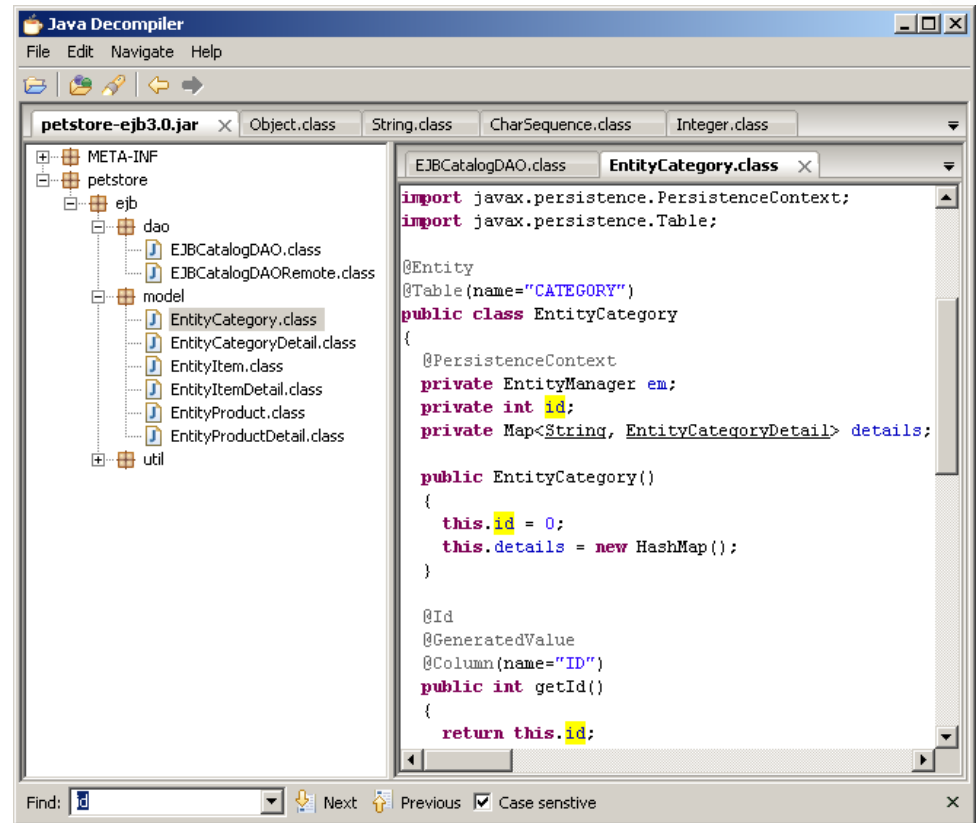 Java Decompiler
File Edit Navigate Help
petstore-ejb3.0.jar Object.class String.class CharSequence.class Integer.class
META-INF
petstore
ejb
dao
EJBCatalogDAO.class
EJBCatalogDAORemote.class
model
EntityCategory.class
EntityCategoryDetail.class
EntityItem.class
EntityItemDetail.class
EntityProduct.class
EntityProductDetail.class
util
EJBCatalogDAO.class EntityCategory.class
import javax.persistence.PersistenceContext;
import javax.persistence.Table;
@Entity
@Table(name="CATEGORY")
public class EntityCategory
{
@PersistenceContext
private EntityManager em;
private int id;
private Map<String, EntityCategoryDetail> details;
public EntityCategory()
{
this.id = 0;
this.details = new HashMap();
}
@Id
@GeneratedValue
@Column(name="ID")
public int getId()
{
return this.id;
Find: id Next Previous Case senstive